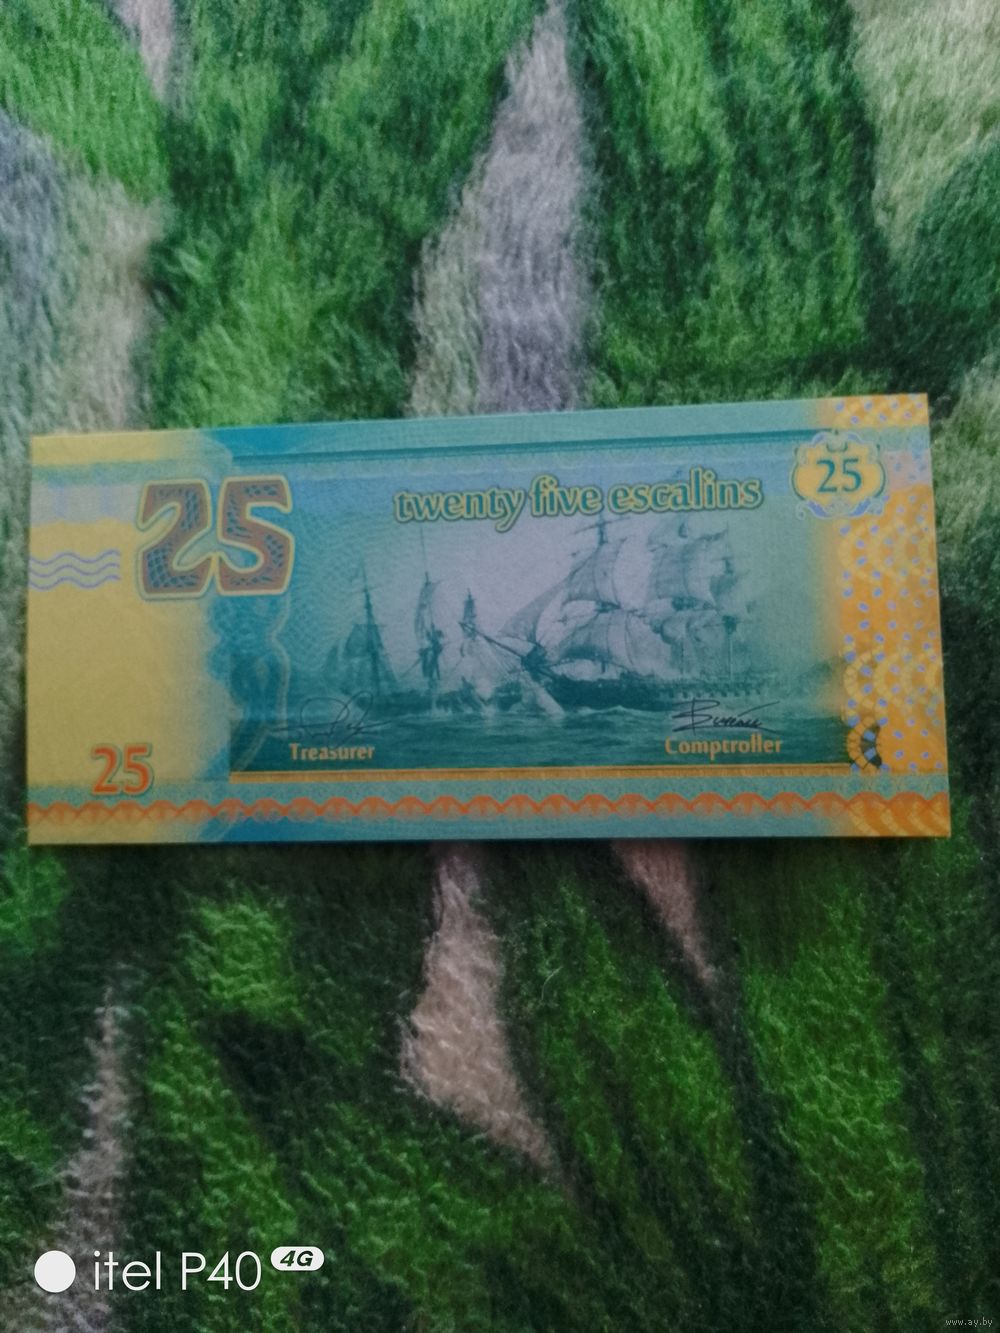 25
twenty five escalins
25
Treasurer
Comptroller
25
itel P40 4G
www.ay.by